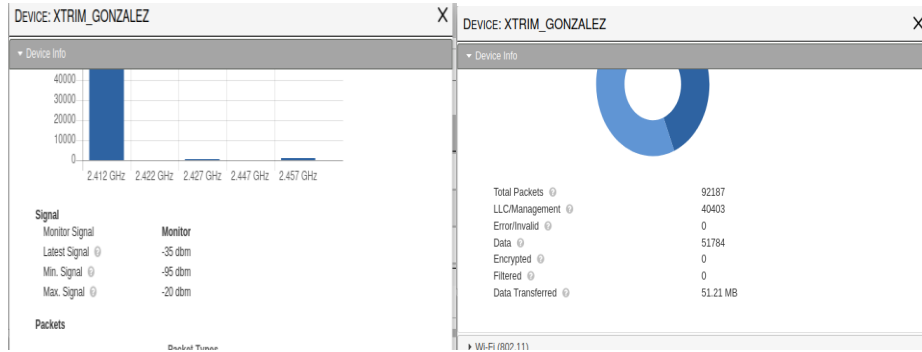 DEVICE: XTRIM_GONZALEZ X
Device Info
40000
30000
20000
10000
0
2.412 GHz 2.422 GHz 2.427 GHz 2.447 GHz 2.457 GHz
Signal
Monitor Signal Monitor
Latest Signal -35 dbm
Min. Signal -95 dbm
Max. Signal -20 dbm
Packets
Packet Types
DEVICE: XTRIM_GONZALEZ X
Device Info
Total Packets 92187
LLC/Management 40403
Error/Invalid 0
Data 51784
Encrypted 0
Filtered 0
Data Transferred 51.21 MB
Wi-Fi (802.11)